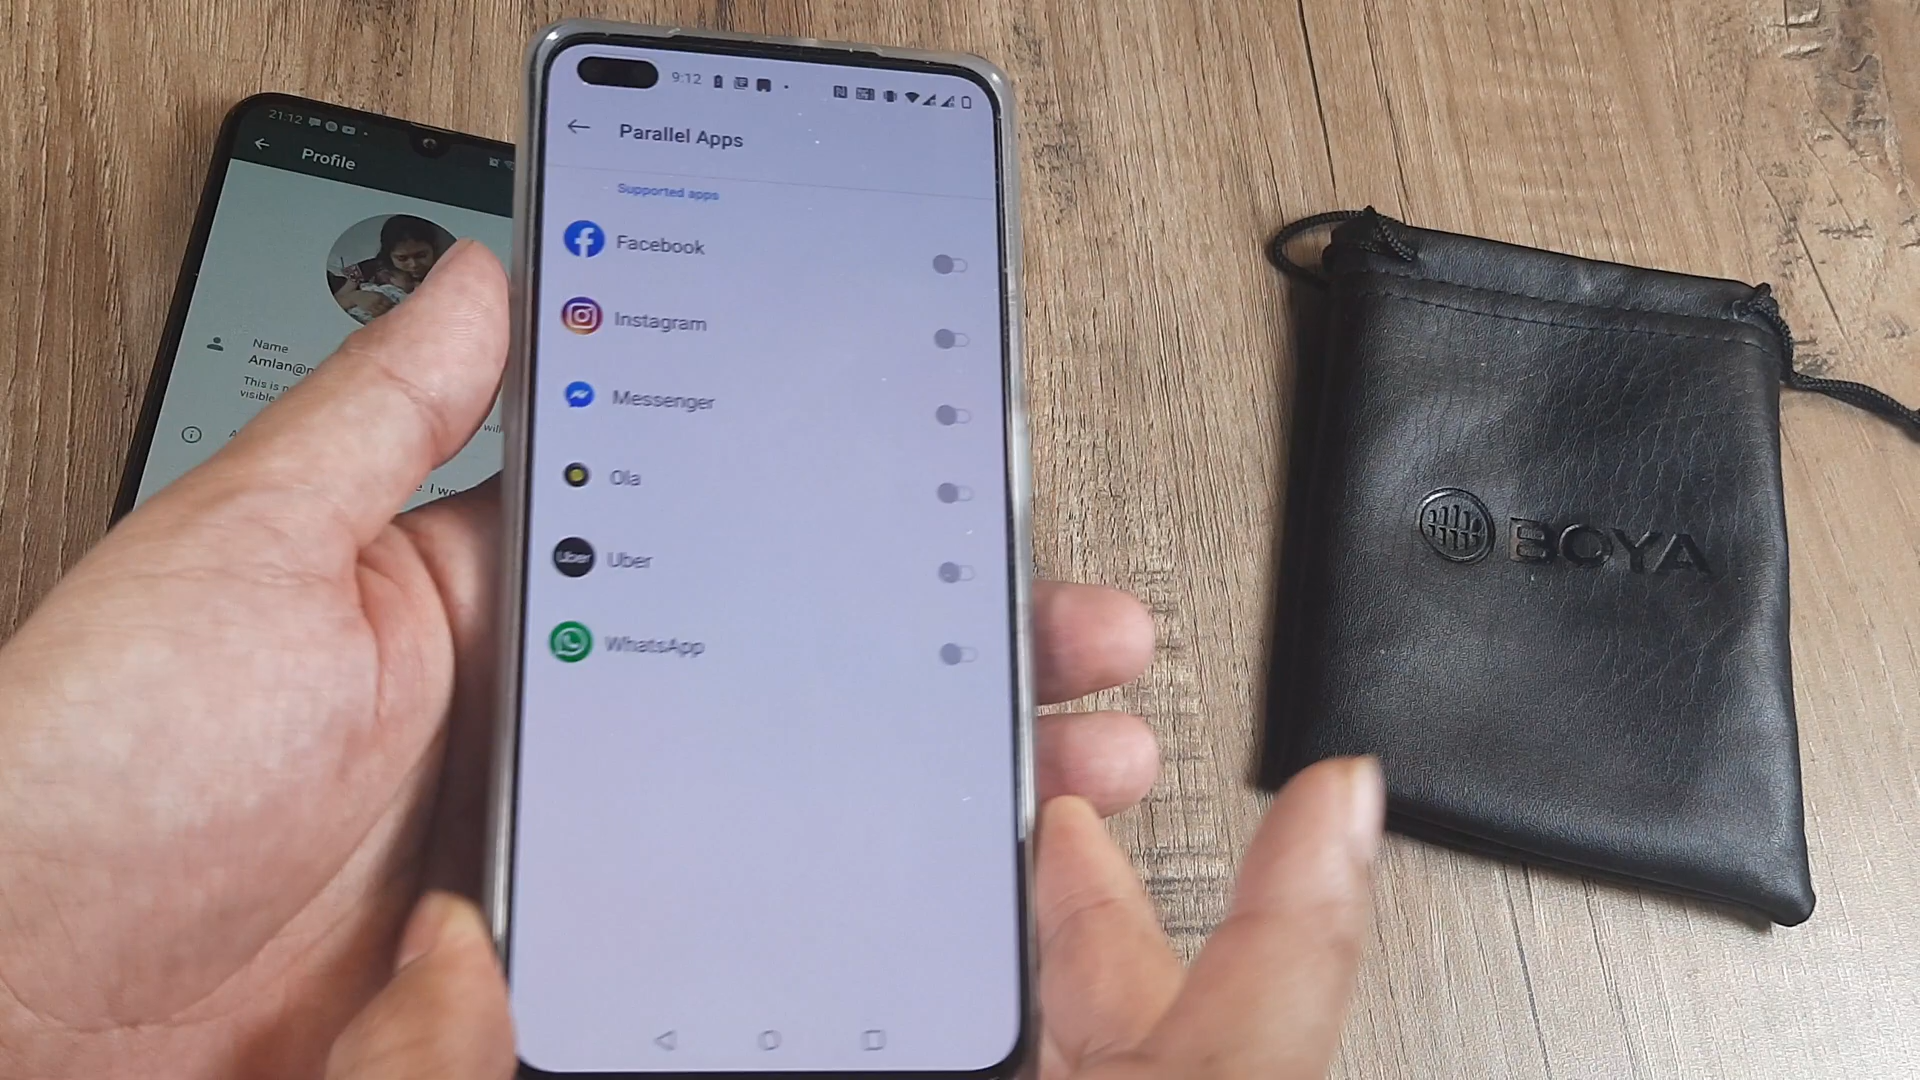 21:12
Profile
Name
Amlan@
This is
visible
I
9:12
Parallel Apps
Supported apps
Facebook
Instagram
Messenger
Ola
Uber
Uber
WhatsApp
BOYA